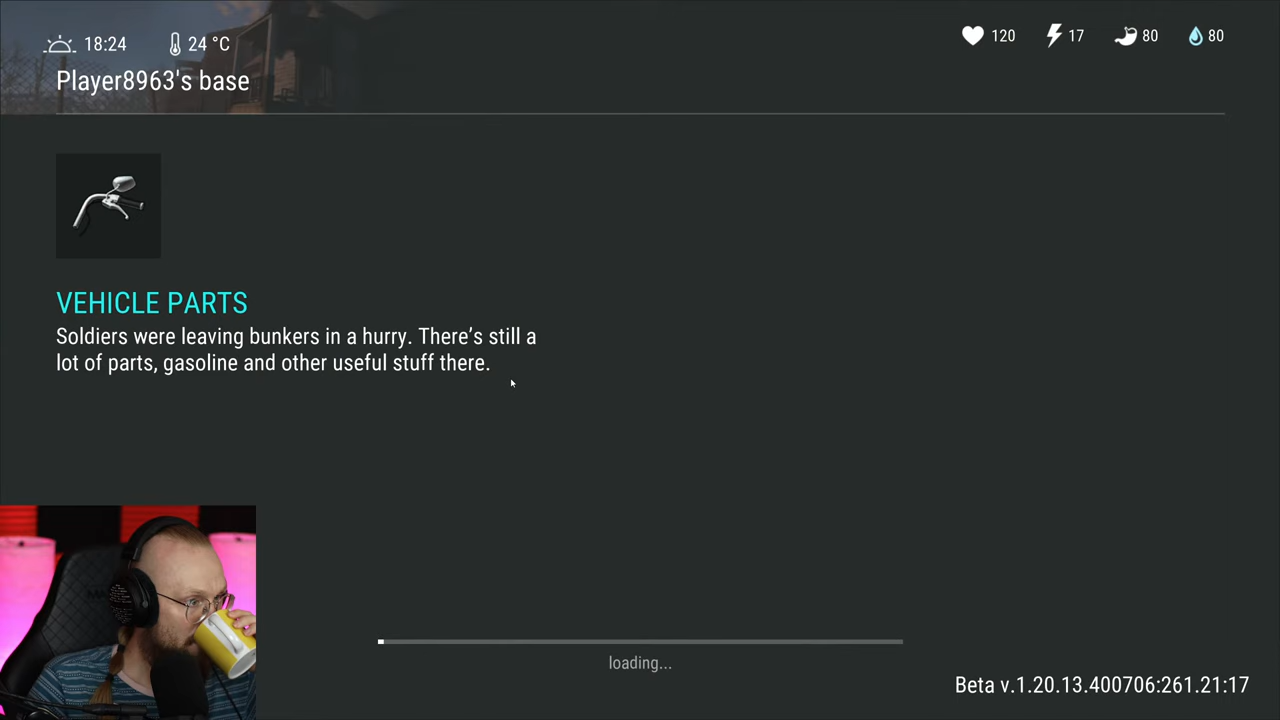 18:24 24 °C 120 17 80 80
Player8963's base
VEHICLE PARTS
Soldiers were leaving bunkers in a hurry. There's still a
lot of parts, gasoline and other useful stuff there.
loading...
Beta v.1.20.13.400706:261.21:17